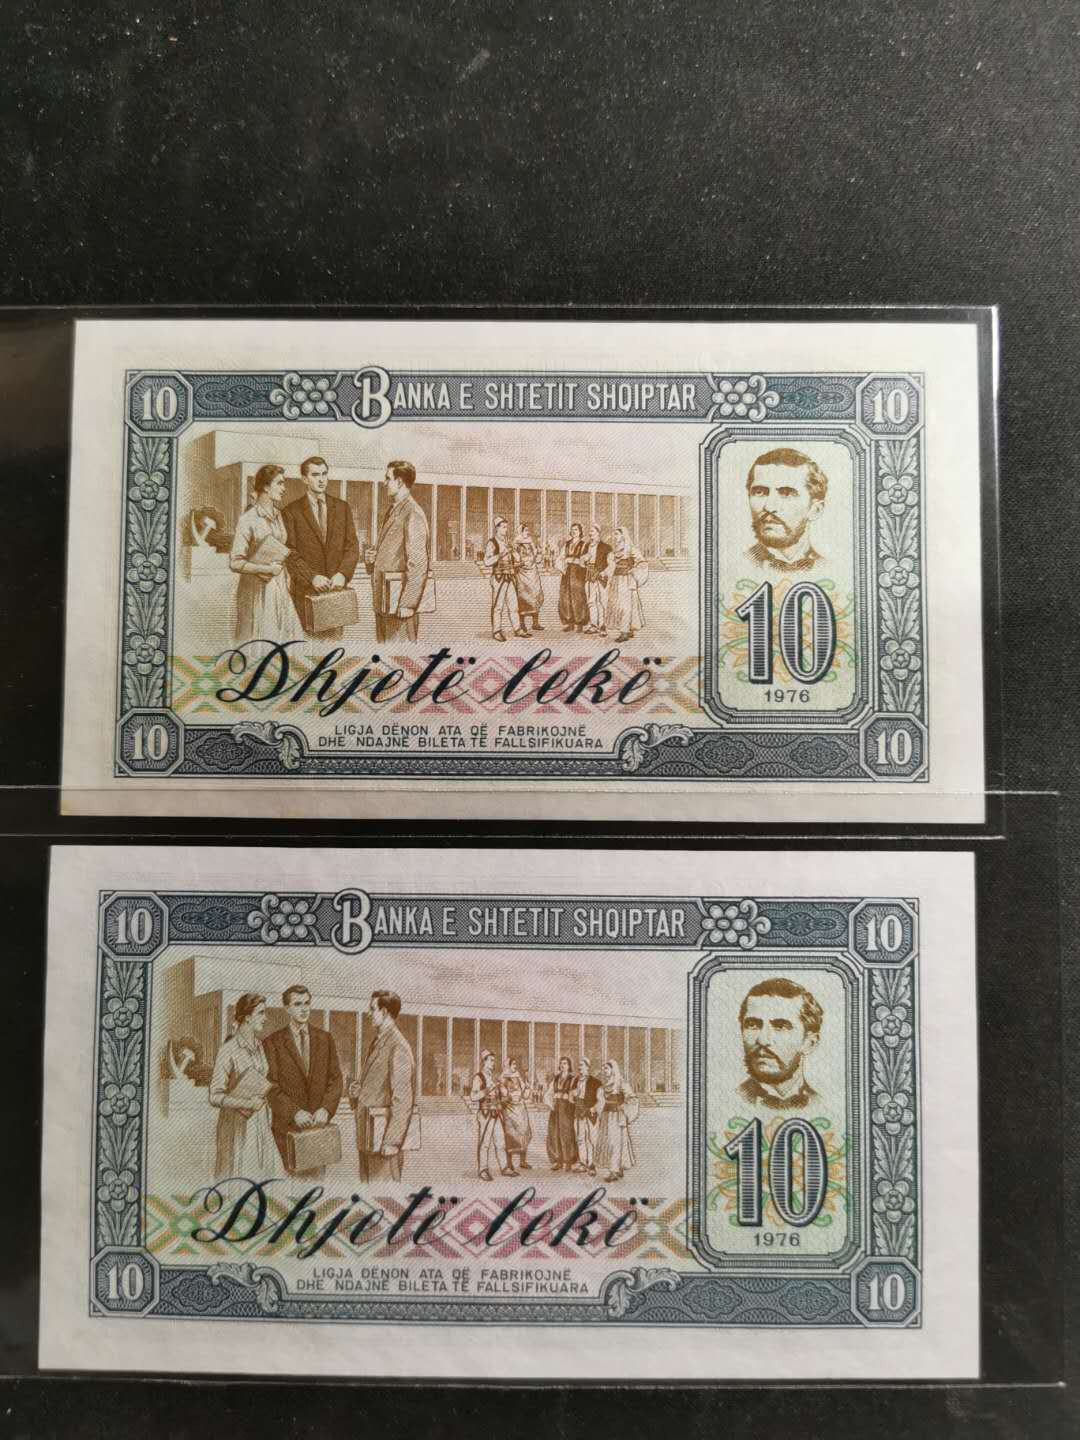 10 BANKA E SHTETIT SHQIPTAR 10
10
1976
Dhjetë lekë
LIGJA DËNON ATA QË FABRIKOJNË
DHE NDAJNË BILETA TË FALLSIFIKUARA
10 10
10 BANKA E SHTETIT SHQIPTAR 10
10
1976
Dhjetë lekë
LIGJA DËNON ATA QË FABRIKOJNË
DHE NDAJNË BILETA TË FALLSIFIKUARA
10 10